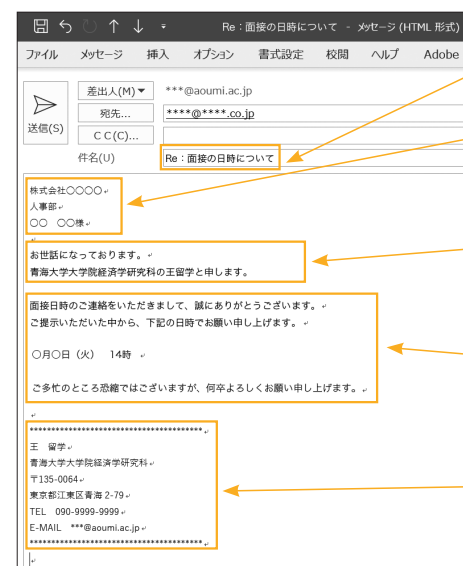 Re：面接の日時について - メッセージ (HTML 形式)
ファイル メッセージ 挿入 オプション 書式設定 校閲 ヘルプ Adobe
送信(S)
差出人(M)▼ ***@aoumi.ac.jp
宛先... ****@****.co.jp
ＣＣ(C)...
件名(U) Re：面接の日時について
株式会社〇〇〇〇
人事部
〇〇　〇〇様
お世話になっております。
青海大学大学院経済学研究科の王留学と申します。
面接日時のご連絡をいただきまして、誠にありがとうございます。
ご提示いただいた中から、下記の日時でお願い申し上げます。
〇月〇日（火）　14時
ご多忙のところ恐縮ではございますが、何卒よろしくお願い申し上げます。
****************************************
王　留学
青海大学大学院経済学研究科
〒135-0064
東京都江東区青海 2-79
TEL　090-9999-9999
E-MAIL　***@aoumi.ac.jp
****************************************